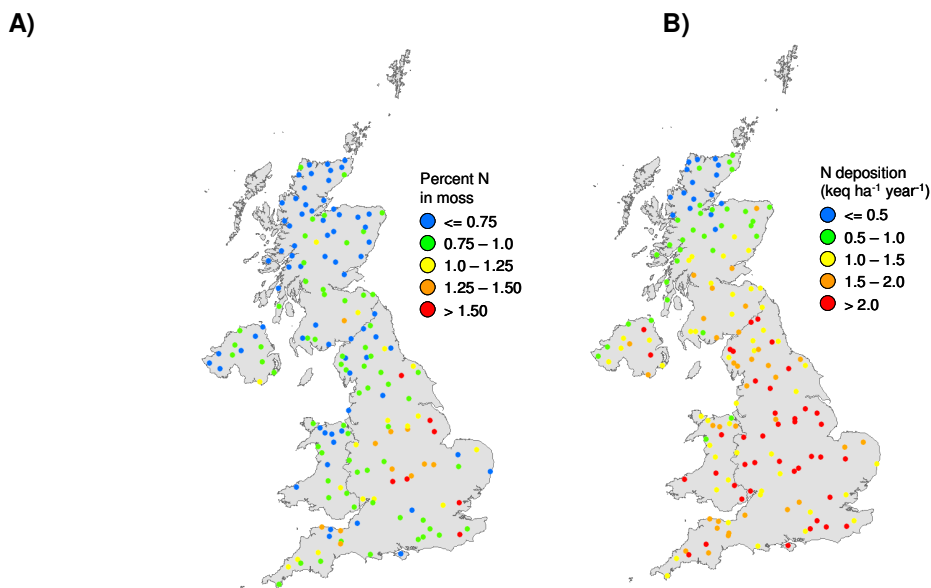 A)
B)
Percent N
in moss
<= 0.75
0.75 – 1.0
1.0 – 1.25
1.25 – 1.50
> 1.50
N deposition
(keq ha⁻¹ year⁻¹)
<= 0.5
0.5 – 1.0
1.0 – 1.5
1.5 – 2.0
> 2.0